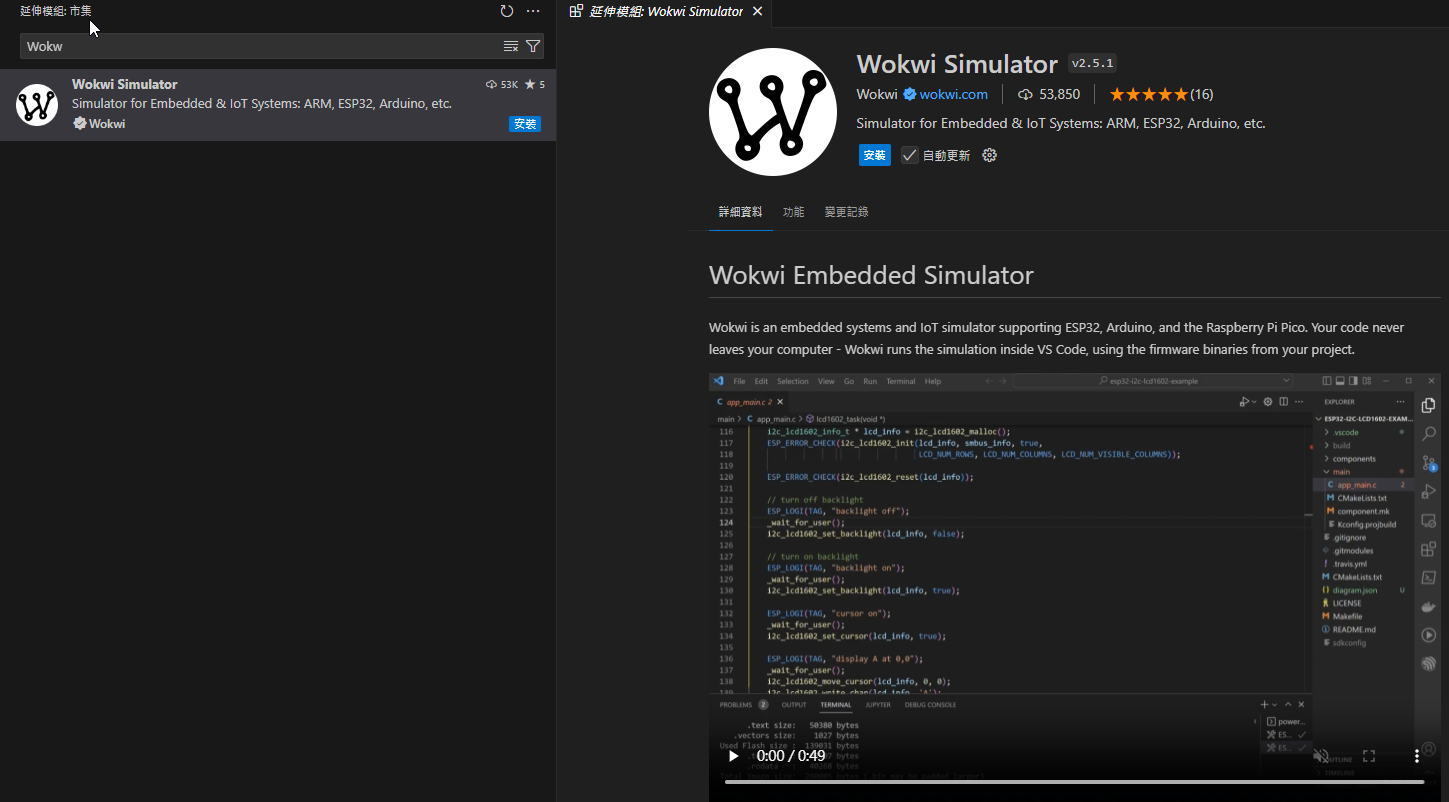 延伸模組: 市集
Wokw
Wokwi Simulator
53K ★ 5
Simulator for Embedded & IoT Systems: ARM, ESP32, Arduino, etc.
Wokwi
安裝
延伸模組: Wokwi Simulator
Wokwi Simulator v2.5.1
Wokwi wokwi.com 53,850 ★★★★★(16)
Simulator for Embedded & IoT Systems: ARM, ESP32, Arduino, etc.
安裝 自動更新
詳細資料 功能 變更記錄
Wokwi Embedded Simulator
Wokwi is an embedded systems and IoT simulator supporting ESP32, Arduino, and the Raspberry Pi Pico. Your code never
leaves your computer - Wokwi runs the simulation inside VS Code, using the firmware binaries from your project.
File Edit Selection View Go Run Terminal Help
esp32-i2c-lcd1602-example
app_main.c 2
main > app_main.c > lcd1602_task(void *)
116 i2c_lcd1602_info_t * lcd_info = i2c_lcd1602_malloc();
117 ESP_ERROR_CHECK(i2c_lcd1602_init(lcd_info, smbus_info, true,
118 LCD_NUM_ROWS, LCD_NUM_COLUMNS, LCD_NUM_VISIBLE_COLUMNS));
119
120 ESP_ERROR_CHECK(i2c_lcd1602_reset(lcd_info));
121
122 // turn off backlight
123 ESP_LOGI(TAG, "backlight off");
124 _wait_for_user();
125 i2c_lcd1602_set_backlight(lcd_info, false);
126
127 // turn on backlight
128 ESP_LOGI(TAG, "backlight on");
129 _wait_for_user();
130 i2c_lcd1602_set_backlight(lcd_info, true);
131
132 ESP_LOGI(TAG, "cursor on");
133 _wait_for_user();
134 i2c_lcd1602_set_cursor(lcd_info, true);
135
136 ESP_LOGI(TAG, "display A at 0,0");
137 _wait_for_user();
138 i2c_lcd1602_move_cursor(lcd_info, 0, 0);
139 i2c_lcd1602_write_char(lcd_info, 'A');
EXPLORER
ESP32-I2C-LCD1602-EXAM...
.vscode
build
components
main
app_main.c 2
CMakeLists.txt
component.mk
Kconfig.projbuild
.gitignore
.gitmodules
.travis.yml
CMakeLists.txt
diagram.json U
LICENSE
Makefile
README.md
sdkconfig
OUTLINE
TIMELINE
PROBLEMS 2 OUTPUT TERMINAL JUPYTER DEBUG CONSOLE
.text size: 50380 bytes
.vectors size: 1027 bytes
Used Flash size : 139031 bytes
power...
ES...
ES...
0:00 / 0:49